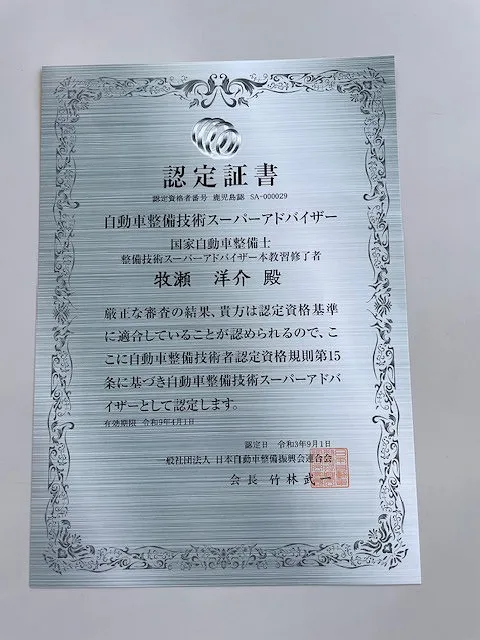 認定証書
認定資格者番号 鹿児島認 SA-000029
自動車整備技術スーパーアドバイザー
国家自動車整備士
整備技術スーパーアドバイザー本教習修了者
牧瀬 洋介 殿
厳正な審査の結果、貴方は認定資格基準
に適合していることが認められるので、こ
こに自動車整備技術者認定資格規則第15
条に基づき自動車整備技術スーパーアドバ
イザーとして認定します。
有効期限 令和9年4月1日
認定日 令和3年9月1日
一般社団法人 日本自動車整備振興会連合会
会長 竹林武一